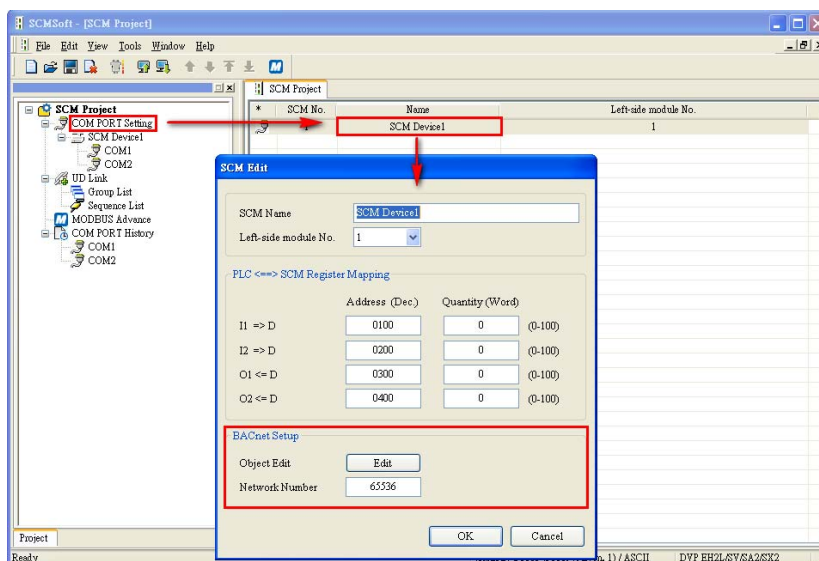 SCMSoft - [SCM Project]
File Edit View Tools Window Help
SCM Project
* SCM No. Name Left-side module No.
SCM Device1 1
SCM Project
COM PORT Setting
SCM Device1
COM1
COM2
UD Link
Group List
Sequence List
MODBUS Advance
COM PORT History
COM1
COM2
SCM Edit
SCM Name SCM Device1
Left-side module No. 1
PLC <==> SCM Register Mapping
Address (Dec.) Quantity (Word)
I1 => D 0100 0 (0-100)
I2 => D 0200 0 (0-100)
O1 <= D 0300 0 (0-100)
O2 <= D 0400 0 (0-100)
BACnet Setup
Object Edit Edit
Network Number 65536
OK Cancel
Project
Ready 1) / ASCII DVP EH2L/SV/SA2/SX2